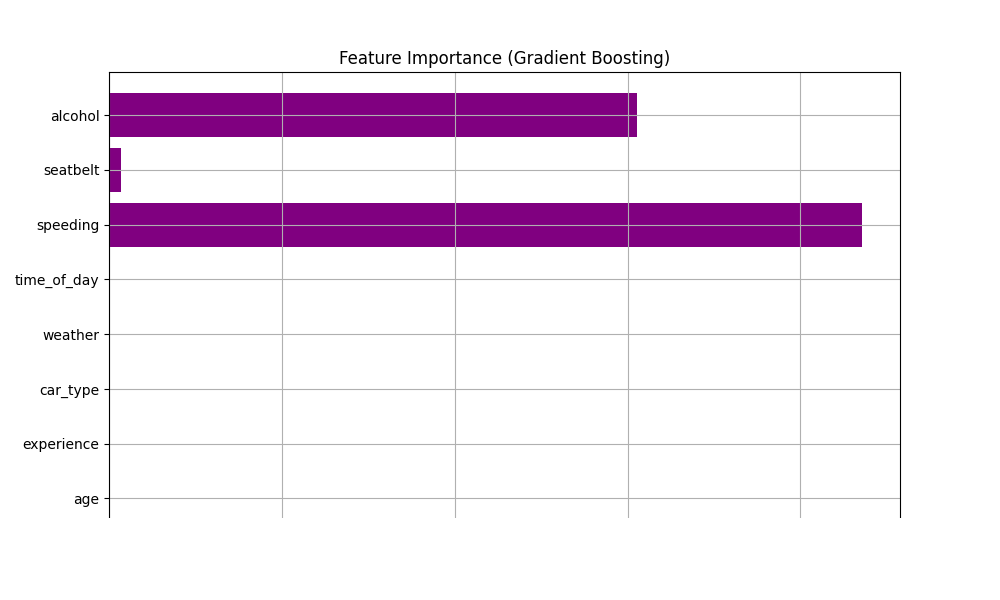 Feature Importance (Gradient Boosting)
alcohol
seatbelt
speeding
time_of_day
weather
car_type
experience
age